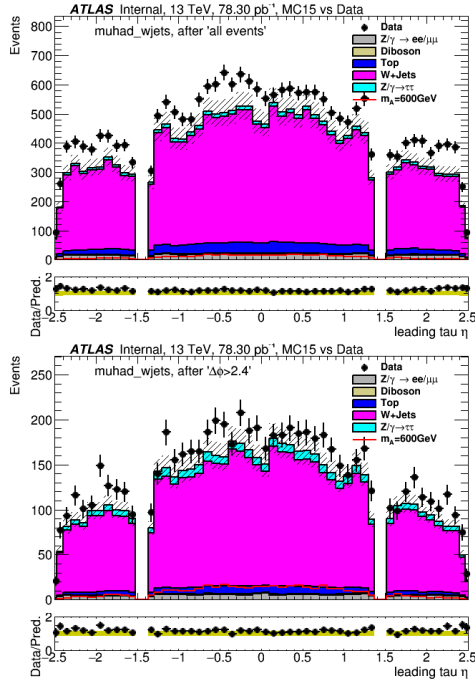 ATLAS Internal, 13 TeV, 78.30 pb⁻¹, MC15 vs Data
Events
muhad_wjets, after 'all events'
Data
Z/γ → ee/μμ
Diboson
Top
W+Jets
Z/γ→ττ
m_A=600GeV
800
700
600
500
400
300
200
100
0
Data/Pred.
2
0
−2.5 −2 −1.5 −1 −0.5 0 0.5 1 1.5 2 2.5
leading tau η
ATLAS Internal, 13 TeV, 78.30 pb⁻¹, MC15 vs Data
Events
muhad_wjets, after 'Δϕ>2.4'
Data
Z/γ → ee/μμ
Diboson
Top
W+Jets
Z/γ→ττ
m_A=600GeV
250
200
150
100
50
0
Data/Pred.
2
0
−2.5 −2 −1.5 −1 −0.5 0 0.5 1 1.5 2 2.5
leading tau η